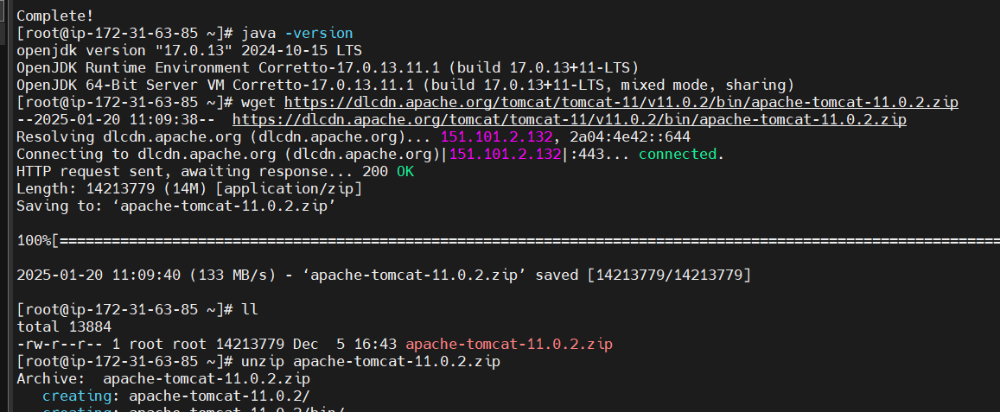 Complete!
[root@ip-172-31-63-85 ~]# java -version
openjdk version "17.0.13" 2024-10-15 LTS
OpenJDK Runtime Environment Corretto-17.0.13.11.1 (build 17.0.13+11-LTS)
OpenJDK 64-Bit Server VM Corretto-17.0.13.11.1 (build 17.0.13+11-LTS, mixed mode, sharing)
[root@ip-172-31-63-85 ~]# wget https://dlcdn.apache.org/tomcat/tomcat-11/v11.0.2/bin/apache-tomcat-11.0.2.zip
--2025-01-20 11:09:38--  https://dlcdn.apache.org/tomcat/tomcat-11/v11.0.2/bin/apache-tomcat-11.0.2.zip
Resolving dlcdn.apache.org (dlcdn.apache.org)... 151.101.2.132, 2a04:4e42::644
Connecting to dlcdn.apache.org (dlcdn.apache.org)|151.101.2.132|:443... connected.
HTTP request sent, awaiting response... 200 OK
Length: 14213779 (14M) [application/zip]
Saving to: ‘apache-tomcat-11.0.2.zip’
100%[=============================================================================================================
2025-01-20 11:09:40 (133 MB/s) - ‘apache-tomcat-11.0.2.zip’ saved [14213779/14213779]
[root@ip-172-31-63-85 ~]# ll
total 13884
-rw-r--r-- 1 root root 14213779 Dec  5 16:43 apache-tomcat-11.0.2.zip
[root@ip-172-31-63-85 ~]# unzip apache-tomcat-11.0.2.zip
Archive:  apache-tomcat-11.0.2.zip
   creating: apache-tomcat-11.0.2/
   creating: apache-tomcat-11.0.2/bin/